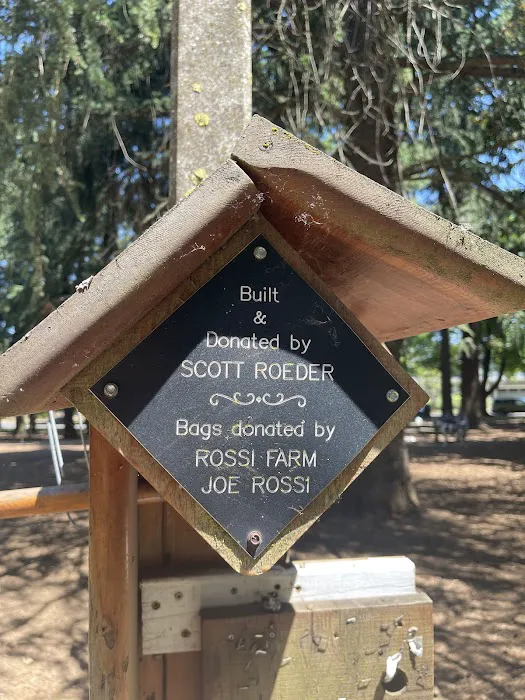 Built
&
Donated by
SCOTT ROEDER
Bags donated by
ROSSI FARM
JOE ROSSI